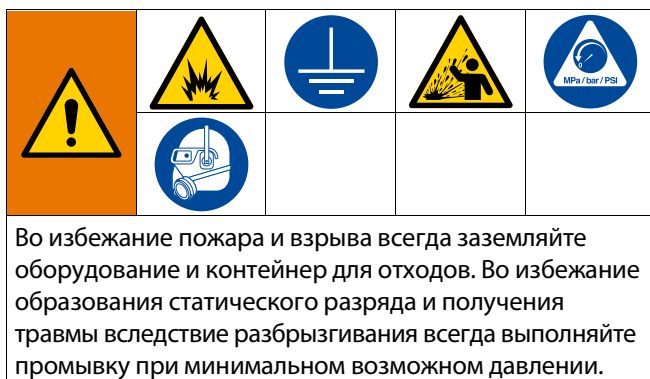 MPa/bar/PSI
Во избежание пожара и взрыва всегда заземляйте
оборудование и контейнер для отходов. Во избежание
образования статического разряда и получения
травмы вследствие разбрызгивания всегда выполняйте
промывку при минимальном возможном давлении.